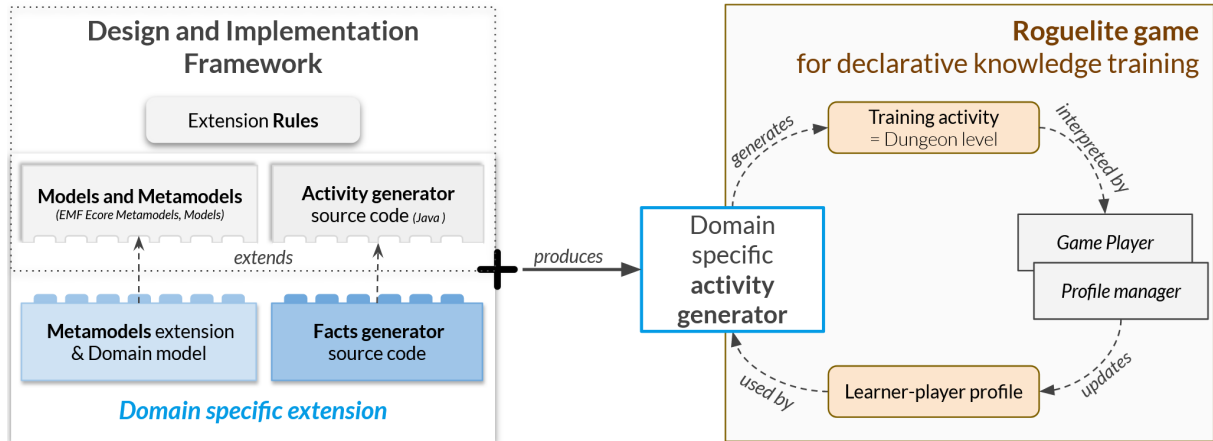 Design and Implementation
Framework
Extension Rules
Models and Metamodels
(EMF Ecore Metamodels, Models)
Activity generator
source code (Java )
extends
Metamodels extension
& Domain model
Facts generator
source code
Domain specific extension
produces
Domain
specific
activity
generator
Roguelite game
for declarative knowledge training
generates
Training activity
= Dungeon level
interpreted by
Game Player
Profile manager
updates
Learner-player profile
used by